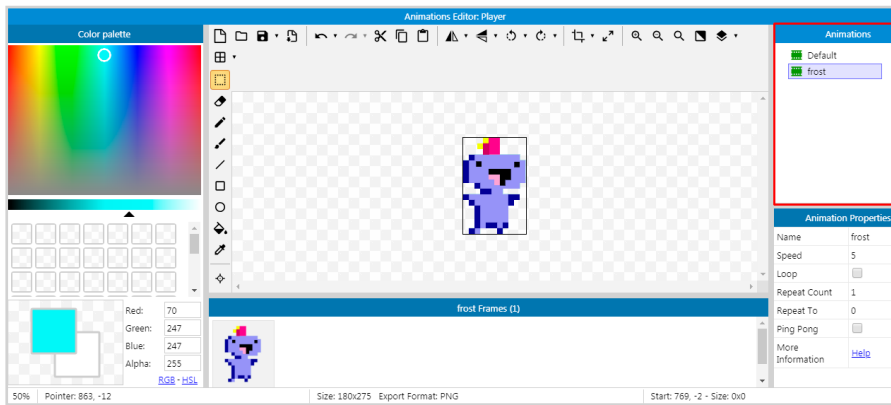 Animations Editor: Player
Color palette
Animations
Default
frost
Animation Properties
Name frost
Speed 5
Loop
Repeat Count 1
Repeat To 0
Ping Pong
More
Information Help
Red: 70
Green: 247
Blue: 247
Alpha: 255
RGB - HSL
frost Frames (1)
50% Pointer: 863, -12 Size: 180x275 Export Format: PNG Start: 769, -2 - Size: 0x0